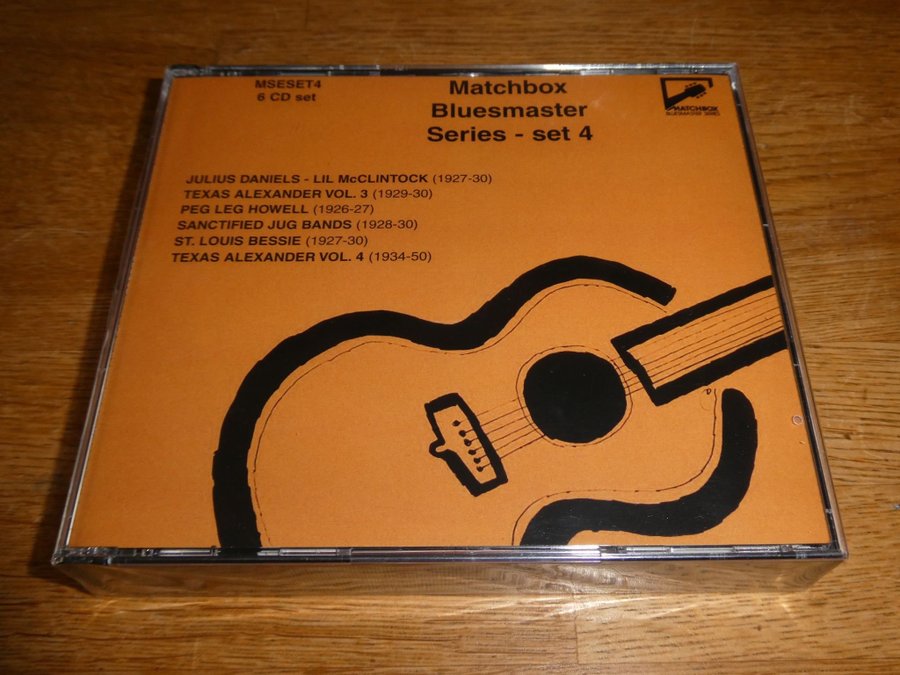 MSESET4
6 CD set
Matchbox
Bluesmaster
Series - set 4
MATCHBOX
BLUESMASTER SERIES
JULIUS DANIELS - LIL McCLINTOCK (1927-30)
TEXAS ALEXANDER VOL. 3 (1929-30)
PEG LEG HOWELL (1926-27)
SANCTIFIED JUG BANDS (1928-30)
ST. LOUIS BESSIE (1927-30)
TEXAS ALEXANDER VOL. 4 (1934-50)